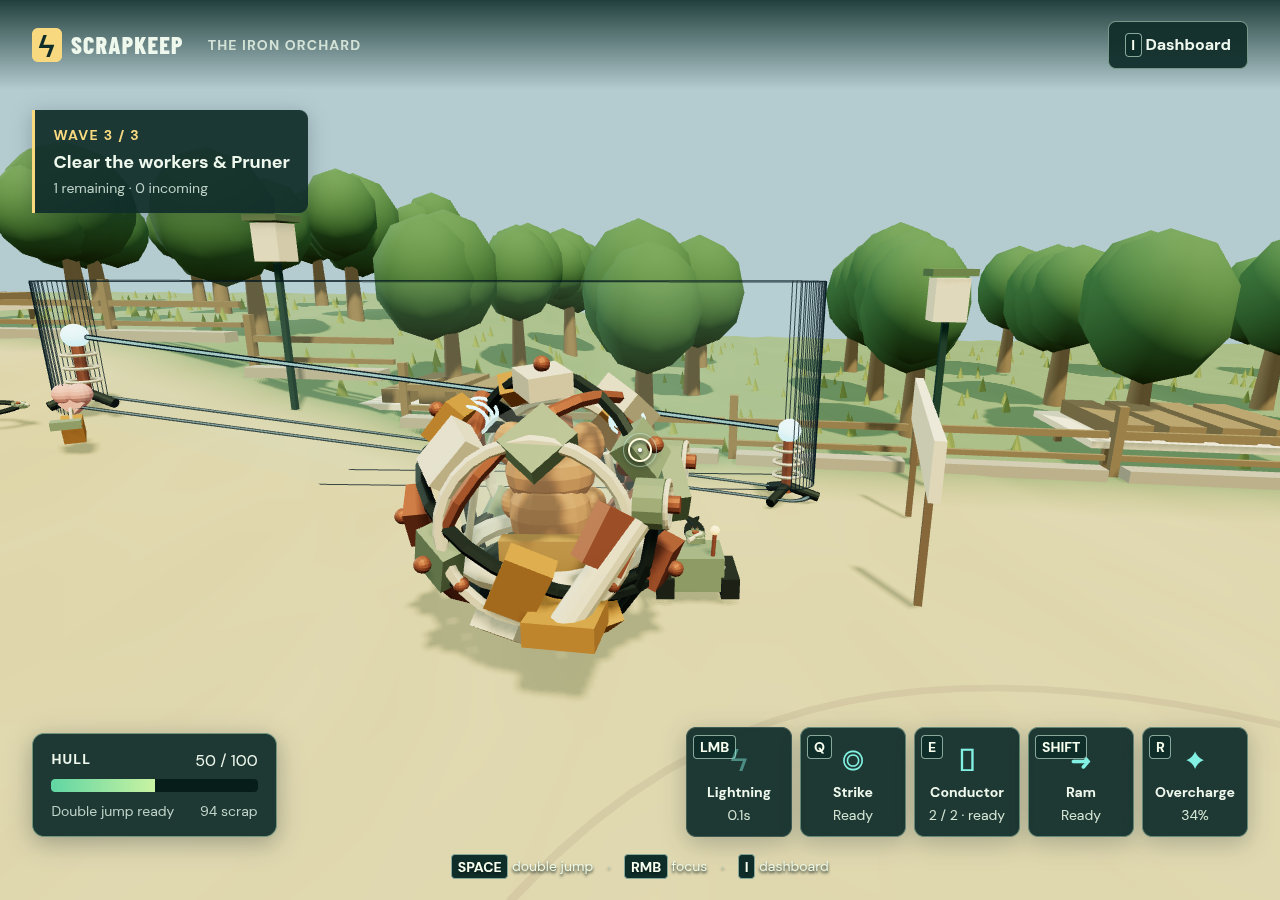 SCRAPKEEP THE IRON ORCHARD
I Dashboard
WAVE 3 / 3
Clear the workers & Pruner
1 remaining · 0 incoming
HULL 50 / 100
Double jump ready 94 scrap
LMB
Lightning
0.1s
Q
Strike
Ready
E
Conductor
2 / 2 · ready
SHIFT
Ram
Ready
R
Overcharge
34%
SPACE double jump · RMB focus · I dashboard